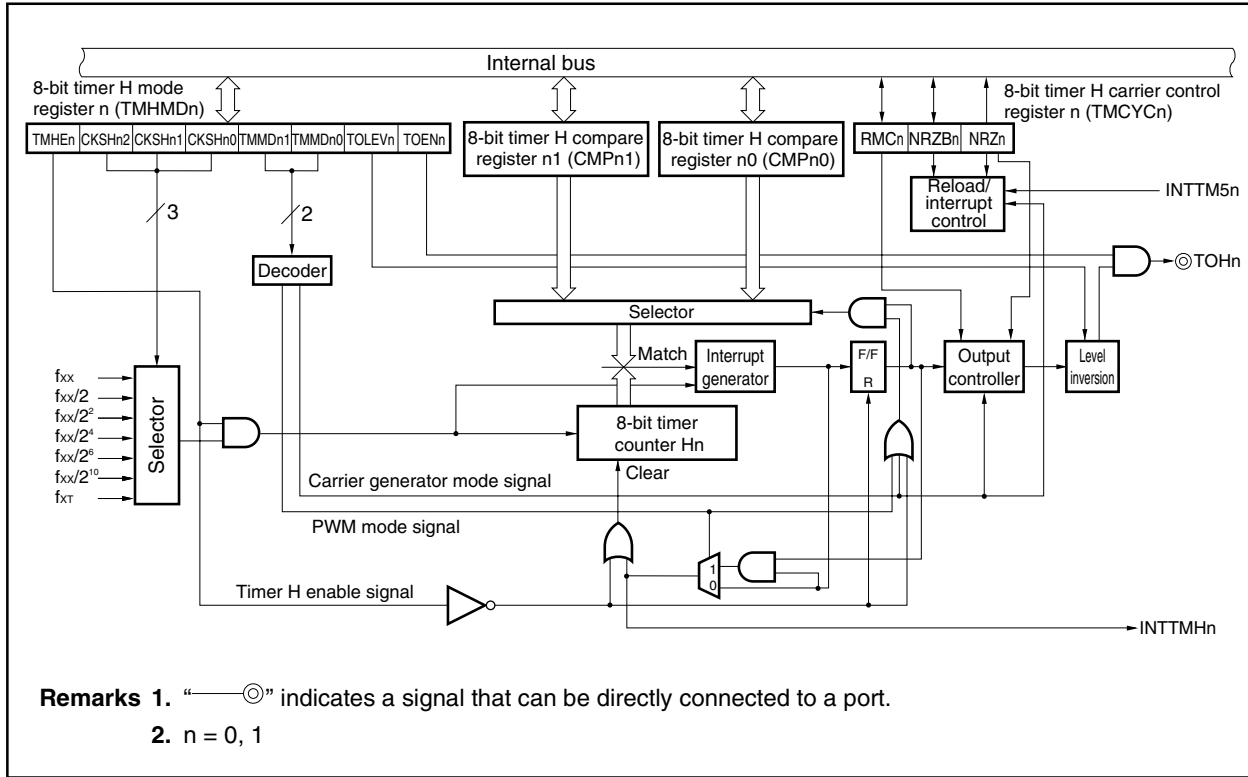 Internal bus
8-bit timer H mode
register n (TMHMDn)
8-bit timer H carrier control
register n (TMCYCn)
TMHEn CKSHn2 CKSHn1 CKSHn0 TMMDn1 TMMDn0 TOLEVn TOENn
8-bit timer H compare
register n1 (CMPn1)
8-bit timer H compare
register n0 (CMPn0)
RMCn NRZBn NRZn
Reload/
interrupt
control
INTTM5n
3
2
Decoder
TOHn
Selector
Match
Interrupt
generator
F/F
R
Output
controller
Level
inversion
fXX
fXX/2
fXX/2²
fXX/2⁴
fXX/2⁶
fXX/2¹⁰
fXT
Selector
8-bit timer
counter Hn
Clear
Carrier generator mode signal
PWM mode signal
1
0
Timer H enable signal
INTTMHn
Remarks 1. “——◎” indicates a signal that can be directly connected to a port.
2. n = 0, 1